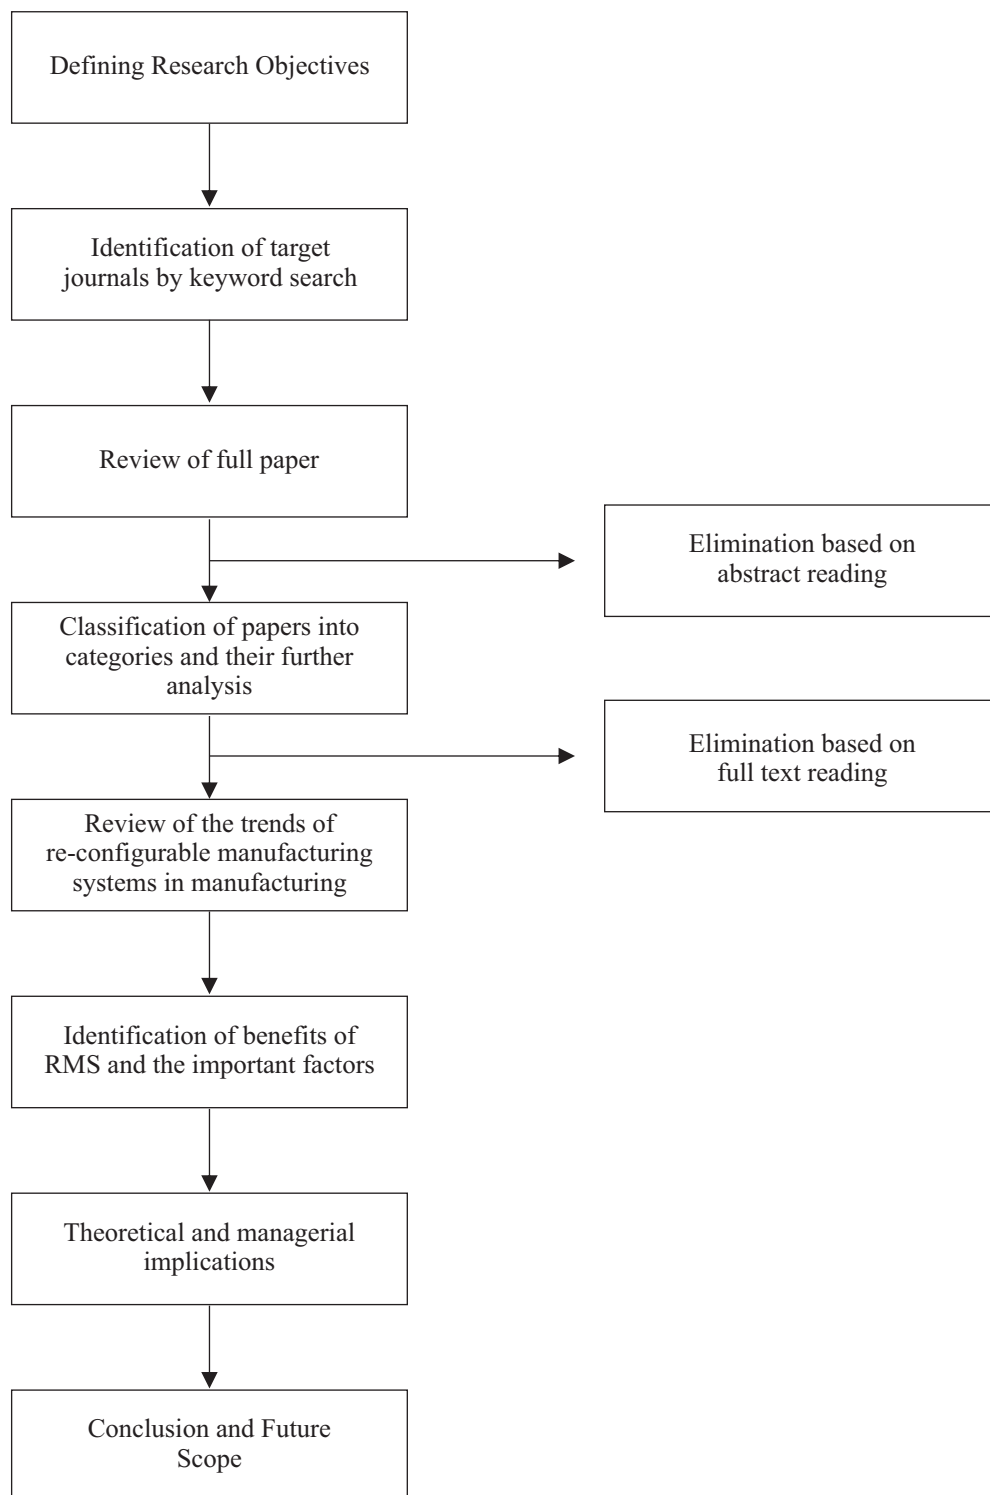 Defining Research Objectives
Identification of target
journals by keyword search
Review of full paper
Elimination based on
abstract reading
Classification of papers into
categories and their further
analysis
Elimination based on
full text reading
Review of the trends of
re-configurable manufacturing
systems in manufacturing
Identification of benefits of
RMS and the important factors
Theoretical and managerial
implications
Conclusion and Future
Scope